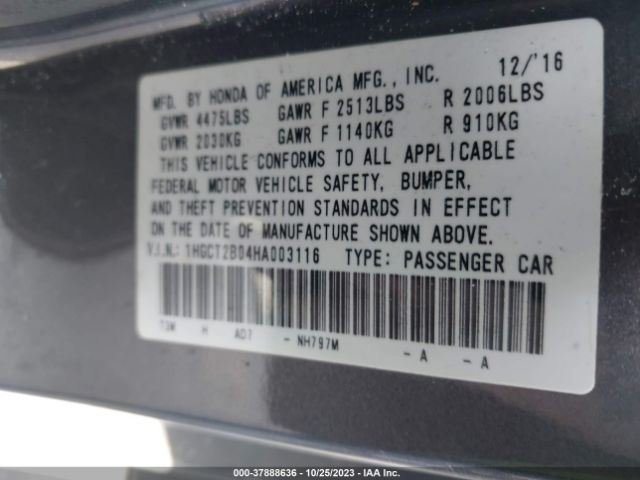 MFD. BY HONDA OF AMERICA MFG., INC. 12/'16
GVWR 4475LBS GAWR F 2513LBS R 2006LBS
GVWR 2030KG GAWR F 1140KG R 910KG
THIS VEHICLE CONFORMS TO ALL APPLICABLE
FEDERAL MOTOR VEHICLE SAFETY, BUMPER,
AND THEFT PREVENTION STANDARDS IN EFFECT
ON THE DATE OF MANUFACTURE SHOWN ABOVE.
V.I.N.: 1HGCT2B04HA003116 TYPE: PASSENGER CAR
T3W H AD7 - NH797M - A - A
000-37888636 - 10/25/2023 - IAA Inc.